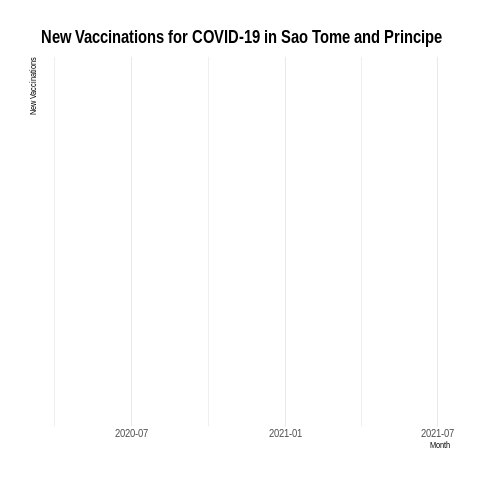 New Vaccinations for COVID-19 in Sao Tome and Principe
New Vaccinations
2020-07 2021-01 2021-07
Month